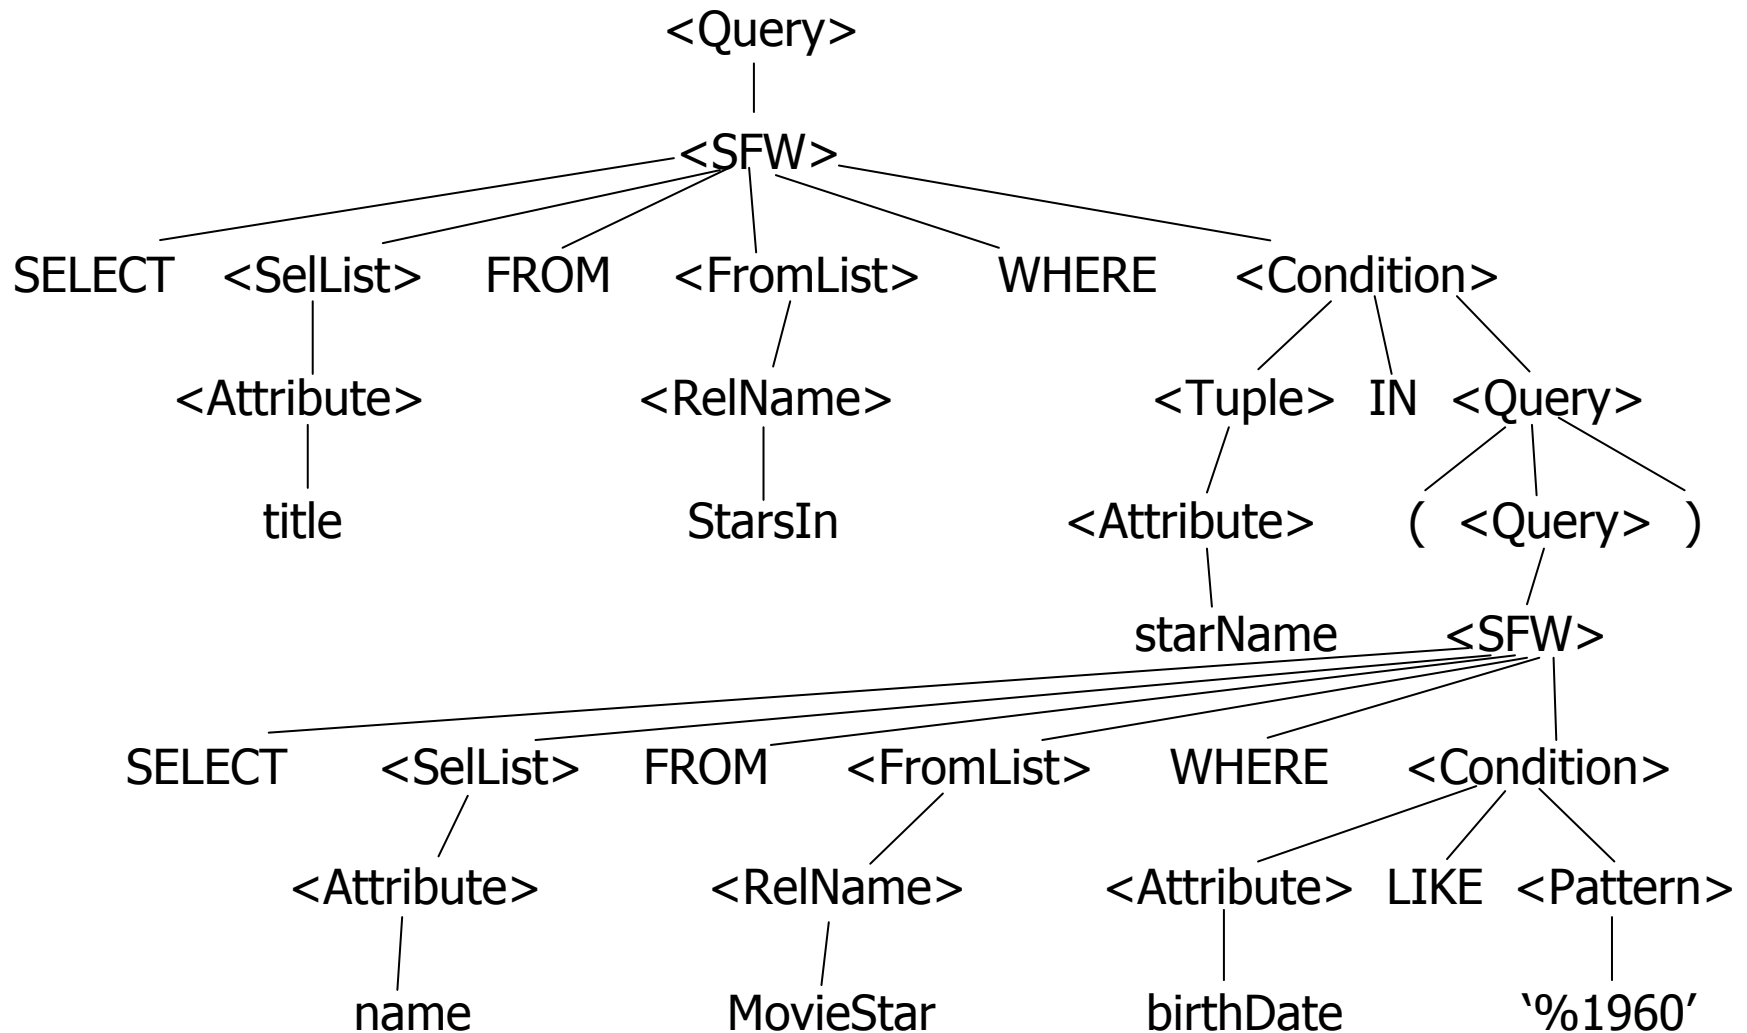 <Query>
<SFW>
SELECT <SelList> FROM <FromList> WHERE <Condition>
<Attribute> <RelName> <Tuple> IN <Query>
title StarsIn <Attribute> ( <Query> )
starName <SFW>
SELECT <SelList> FROM <FromList> WHERE <Condition>
<Attribute> <RelName> <Attribute> LIKE <Pattern>
name MovieStar birthDate ‘%1960’